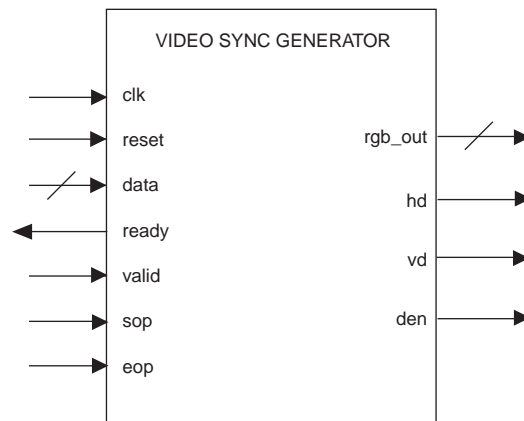 VIDEO SYNC GENERATOR
clk
reset
data
ready
valid
sop
eop
rgb_out
hd
vd
den